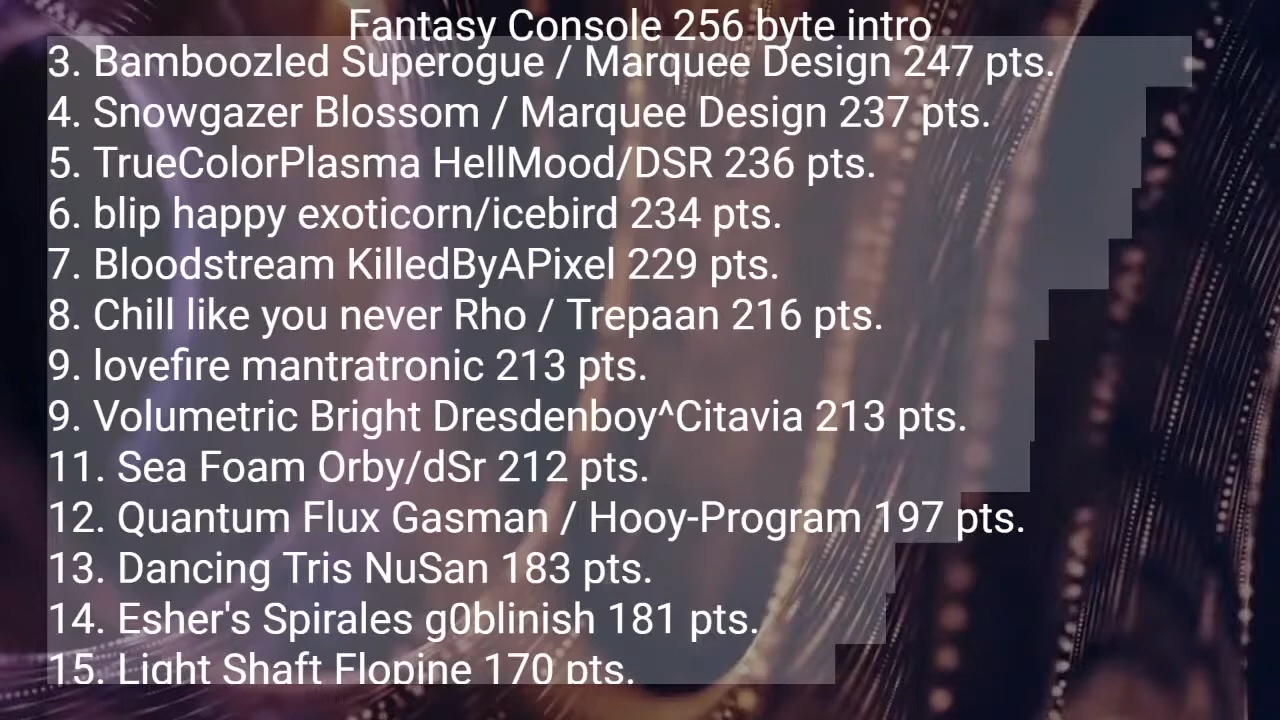 Fantasy Console 256 byte intro
3. Bamboozled Superogue / Marquee Design 247 pts.
4. Snowgazer Blossom / Marquee Design 237 pts.
5. TrueColorPlasma HellMood/DSR 236 pts.
6. blip happy exoticorn/icebird 234 pts.
7. Bloodstream KilledByAPixel 229 pts.
8. Chill like you never Rho / Trepaan 216 pts.
9. lovefire mantratronic 213 pts.
9. Volumetric Bright Dresdenboy^Citavia 213 pts.
11. Sea Foam Orby/dSr 212 pts.
12. Quantum Flux Gasman / Hooy-Program 197 pts.
13. Dancing Tris NuSan 183 pts.
14. Esher's Spirales g0blinish 181 pts.
15. Light Shaft Flopine 170 pts.